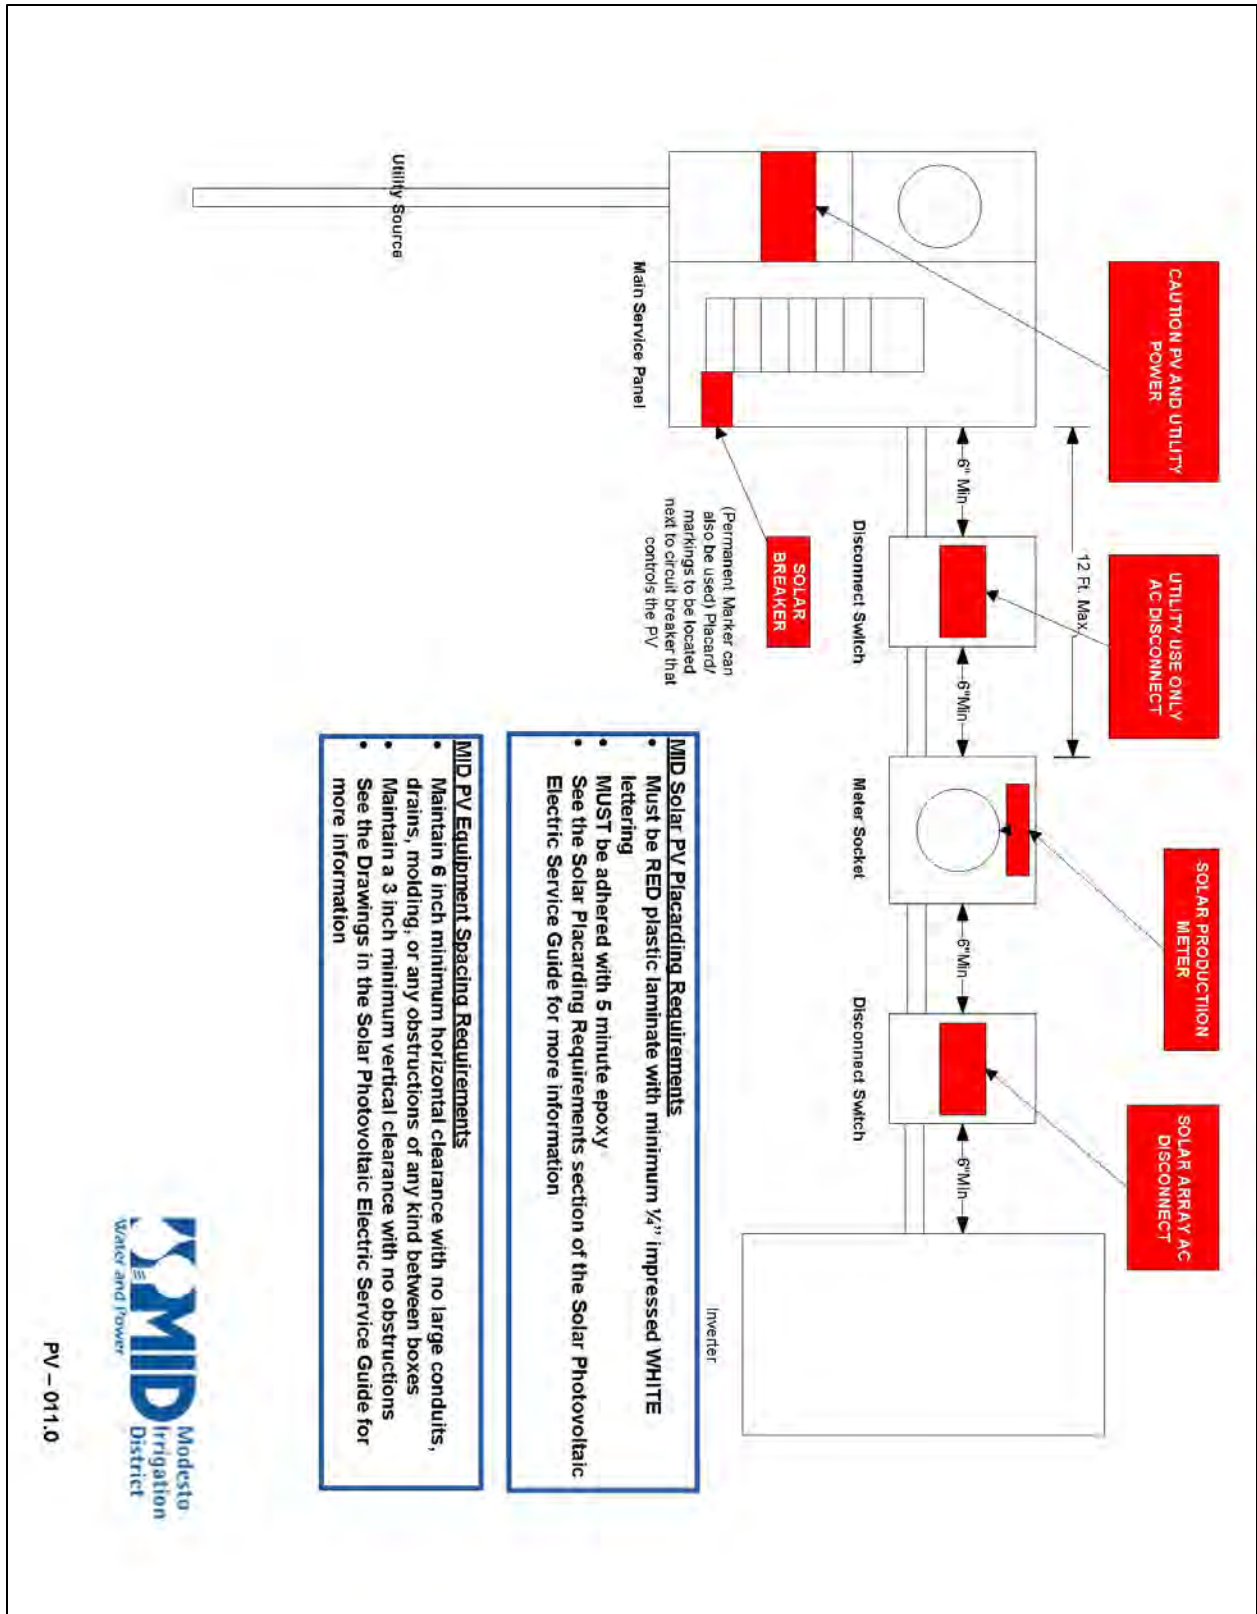 CAUTION PV AND UTILITY
POWER
UTILITY USE ONLY
AC DISCONNECT
SOLAR PRODUCTIION
METER
SOLAR ARRAY AC
DISCONNECT
12 Ft. Max.
6" Min
6"Min
6"Min
6"Min
Disconnect Switch
Meter Socket
Disconnect Switch
Inverter
SOLAR
BREAKER
(Permanent Marker can
also be used) Placard/
markings to be located
next to circuit breaker that
controls the PV
Main Service Panel
Utility Source
MID Solar PV Placarding Requirements
• Must be RED plastic laminate with minimum ¼" impressed WHITE
lettering
• MUST be adhered with 5 minute epoxy
• See the Solar Placarding Requirements section of the Solar Photovoltaic
Electric Service Guide for more information
MID PV Equipment Spacing Requirements
• Maintain 6 inch minimum horizontal clearance with no large conduits,
drains, molding, or any obstructions of any kind between boxes
• Maintain a 3 inch minimum vertical clearance with no obstructions
• See the Drawings in the Solar Photovoltaic Electric Service Guide for
more information
MID
Water and Power
Modesto
Irrigation
District
PV – 011.0